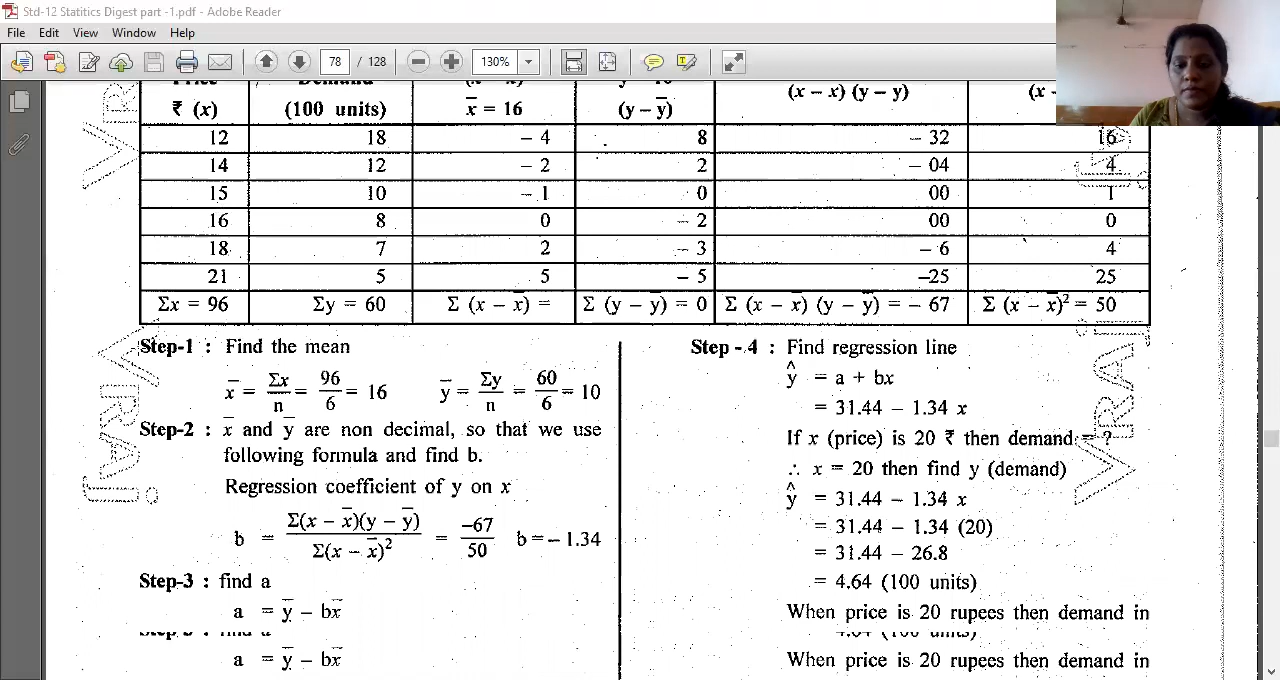 Std-12 Statitics Digest part -1.pdf - Adobe Reader
File Edit View Window Help
78 / 128 130%
₹ (x) (100 units) x̅ = 16 (y – y̅) (x – x) (y – y) (x -
12 18 – 4 8 – 32 16
14 12 – 2 2 – 04 4
15 10 – 1 0 00 1
16 8 0 – 2 00 0
18 7 2 – 3 – 6 4
21 5 5 – 5 –25 25
Σx = 96 Σy = 60 Σ (x – x̅) = Σ (y – y̅) = 0 Σ (x – x̅) (y – y̅) = – 67 Σ (x – x̅)² = 50
Step-1 : Find the mean
x̅ = Σx/n = 96/6 = 16 y̅ = Σy/n = 60/6 = 10
Step-2 : x̅ and y̅ are non decimal, so that we use
following formula and find b.
Regression coefficient of y on x
b = Σ(x – x̅)(y – y̅)/Σ(x – x̅)² = –67/50 b = – 1.34
Step-3 : find a
a = y̅ – bx̅
a = y̅ – bx̅
Step - 4 : Find regression line
ŷ = a + bx
= 31.44 – 1.34 x
If x (price) is 20 ₹ then demand = ?
∴ x = 20 then find y (demand)
ŷ = 31.44 – 1.34 x
= 31.44 – 1.34 (20)
= 31.44 – 26.8
= 4.64 (100 units)
When price is 20 rupees then demand in
When price is 20 rupees then demand in